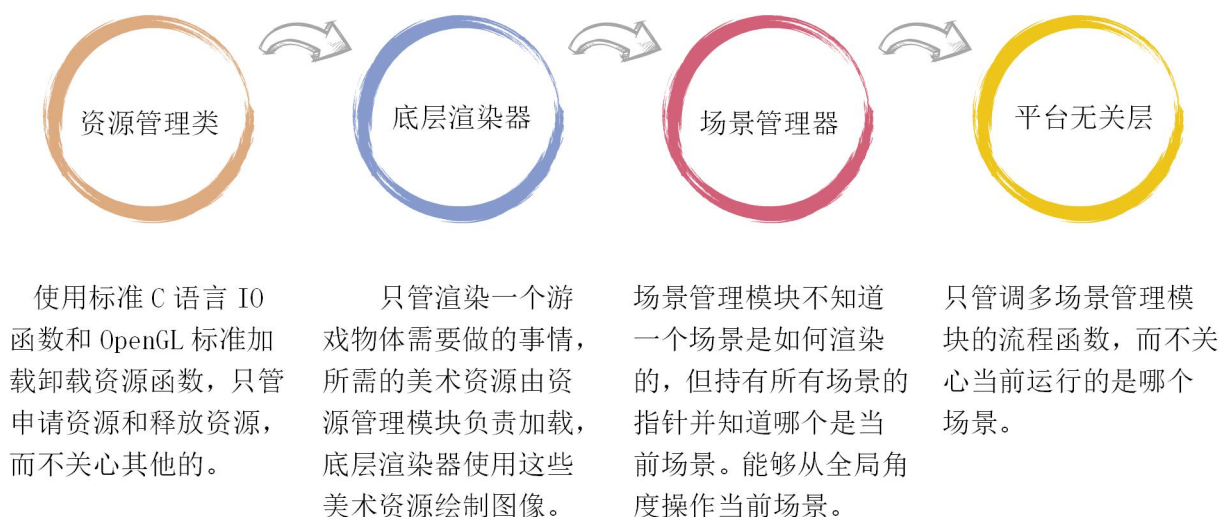 资源管理类
底层渲染器
场景管理器
平台无关层
使用标准 C 语言 IO
函数和 OpenGL 标准加
载卸载资源函数，只管
申请资源和释放资源，
而不关心其他的。
只管渲染一个游
戏物体需要做的事情，
所需的美术资源由资
源管理模块负责加载，
底层渲染器使用这些
美术资源绘制图像。
场景管理模块不知道
一个场景是如何渲染
的，但持有所有场景的
指针并知道哪个是当
前场景。能够从全局角
度操作当前场景。
只管调多场景管理模
块的流程函数，而不关
心当前运行的是哪个
场景。